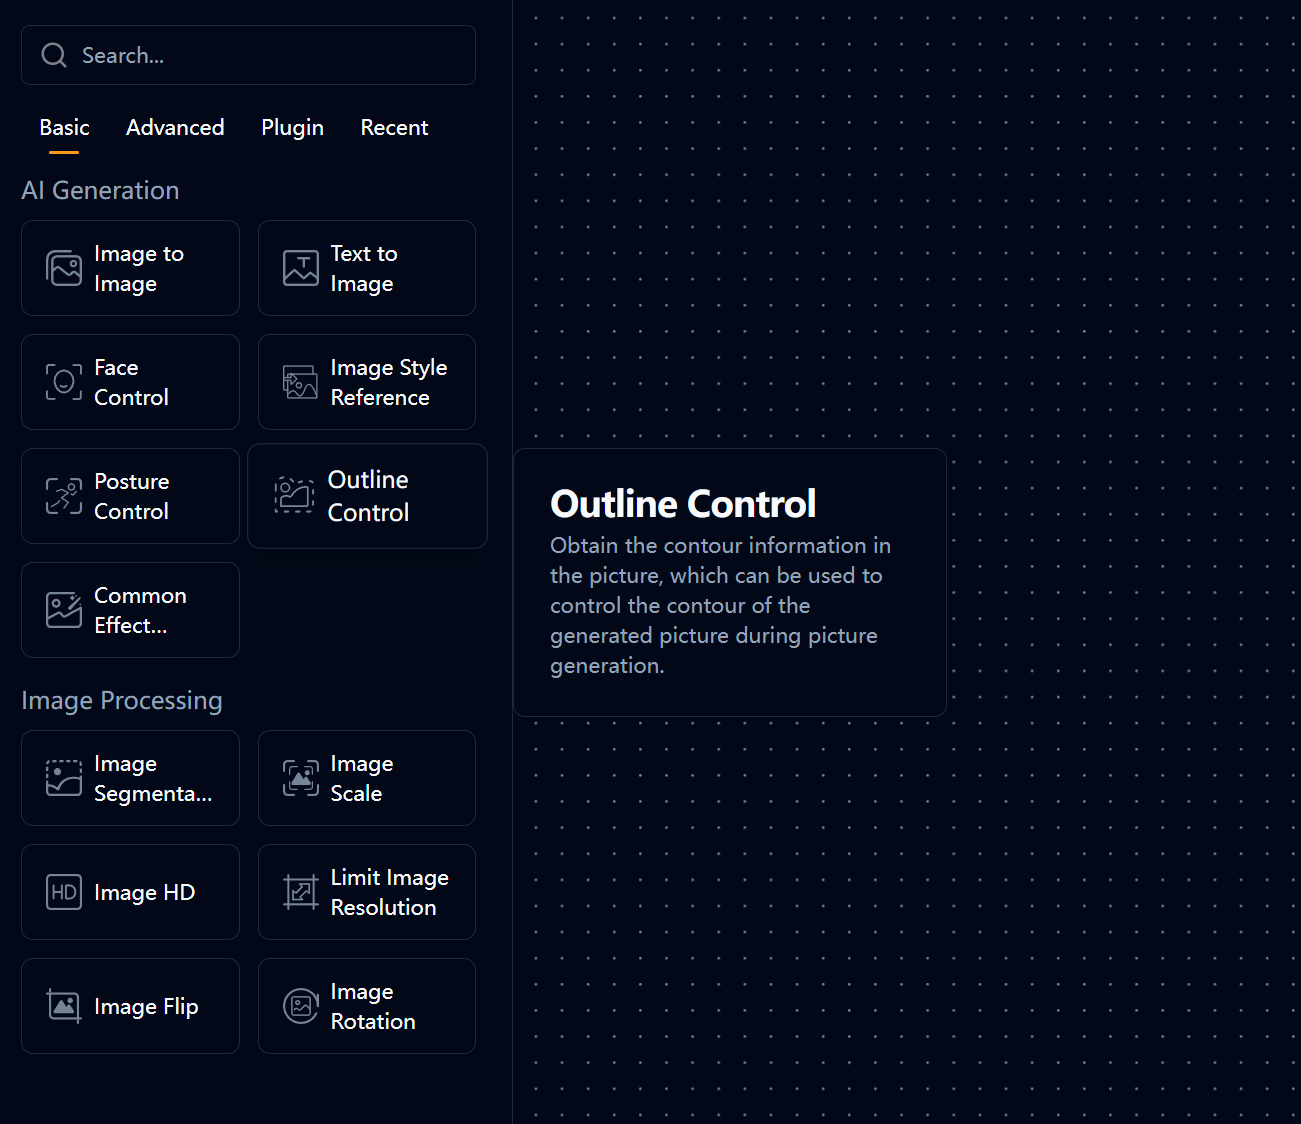 Search...
Basic Advanced Plugin Recent
AI Generation
Image to
Image
Text to
Image
Face
Control
Image Style
Reference
Posture
Control
Outline
Control
Common
Effect...
Image Processing
Image
Segmenta...
Image
Scale
HD
Image HD
Limit Image
Resolution
Image Flip
Image
Rotation
Outline Control
Obtain the contour information in
the picture, which can be used to
control the contour of the
generated picture during picture
generation.